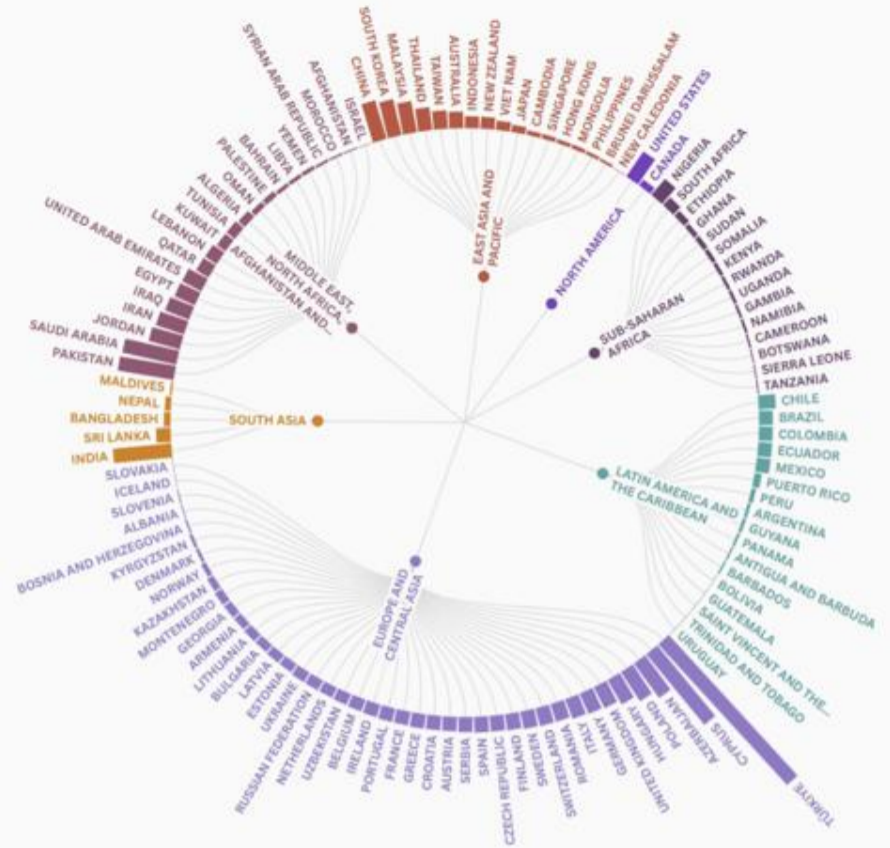 SYRIAN ARAB REPUBLIC
AFGHANISTAN
MOROCCO
ISRAEL
CHINA
SOUTH KOREA
MALAYSIA
THAILAND
TAIWAN
AUSTRALIA
INDONESIA
NEW ZEALAND
VIET NAM
JAPAN
CAMBODIA
SINGAPORE
HONG KONG
MONGOLIA
PHILIPPINES
BRUNEI DARUSSALAM
NEW CALEDONIA
UNITED STATES
CANADA
NIGERIA
SOUTH AFRICA
ETHIOPIA
GHANA
SUDAN
SOMALIA
KENYA
RWANDA
UGANDA
GAMBIA
NAMIBIA
CAMEROON
BOTSWANA
SIERRA LEONE
TANZANIA
CHILE
BRAZIL
COLOMBIA
ECUADOR
MEXICO
PUERTO RICO
PERU
ARGENTINA
GUYANA
PANAMA
ANTIGUA AND BARBUDA
BARBADOS
BOLIVIA
GUATEMALA
SAINT VINCENT AND THE...
TRINIDAD AND TOBAGO
URUGUAY
TÜRKIYE
CYPRUS
AZERBAIJAN
POLAND
HUNGARY
UNITED KINGDOM
GERMANY
ITALY
ROMANIA
SWITZERLAND
SWEDEN
FINLAND
CZECH REPUBLIC
SPAIN
SERBIA
AUSTRIA
CROATIA
GREECE
FRANCE
PORTUGAL
IRELAND
BELGIUM
UZBEKISTAN
NETHERLANDS
RUSSIAN FEDERATION
UKRAINE
ESTONIA
LATVIA
BULGARIA
LITHUANIA
ARMENIA
GEORGIA
MONTENEGRO
KAZAKHSTAN
NORWAY
DENMARK
KYRGYZSTAN
BOSNIA AND HERZEGOVINA
ALBANIA
SLOVENIA
ICELAND
SLOVAKIA
INDIA
SRI LANKA
BANGLADESH
NEPAL
MALDIVES
PAKISTAN
SAUDI ARABIA
JORDAN
IRAN
IRAQ
EGYPT
UNITED ARAB EMIRATES
QATAR
LEBANON
KUWAIT
TUNISIA
ALGERIA
OMAN
PALESTINE
BAHRAIN
LIBYA
YEMEN
EAST ASIA AND
PACIFIC
NORTH AMERICA
SUB-SAHARAN
AFRICA
LATIN AMERICA AND
THE CARIBBEAN
EUROPE AND
CENTRAL ASIA
SOUTH ASIA
MIDDLE EAST,
NORTH AFRICA,
AFGHANISTAN AND...